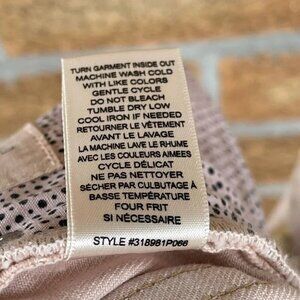 TURN GARMENT INSIDE OUT
MACHINE WASH COLD
WITH LIKE COLORS
GENTLE CYCLE
DO NOT BLEACH
TUMBLE DRY LOW
COOL IRON IF NEEDED
RETOURNER LE VÊTEMENT
AVANT LE LAVAGE
LA MACHINE LAVE LE RHUME
AVEC LES COULEURS AIMEES
CYCLE DÉLICAT
NE PAS NETTOYER
SÉCHER PAR CULBUTAGE À
BASSE TEMPÉRATURE
FOUR FRIT
SI NÉCESSAIRE
STYLE #318981P066